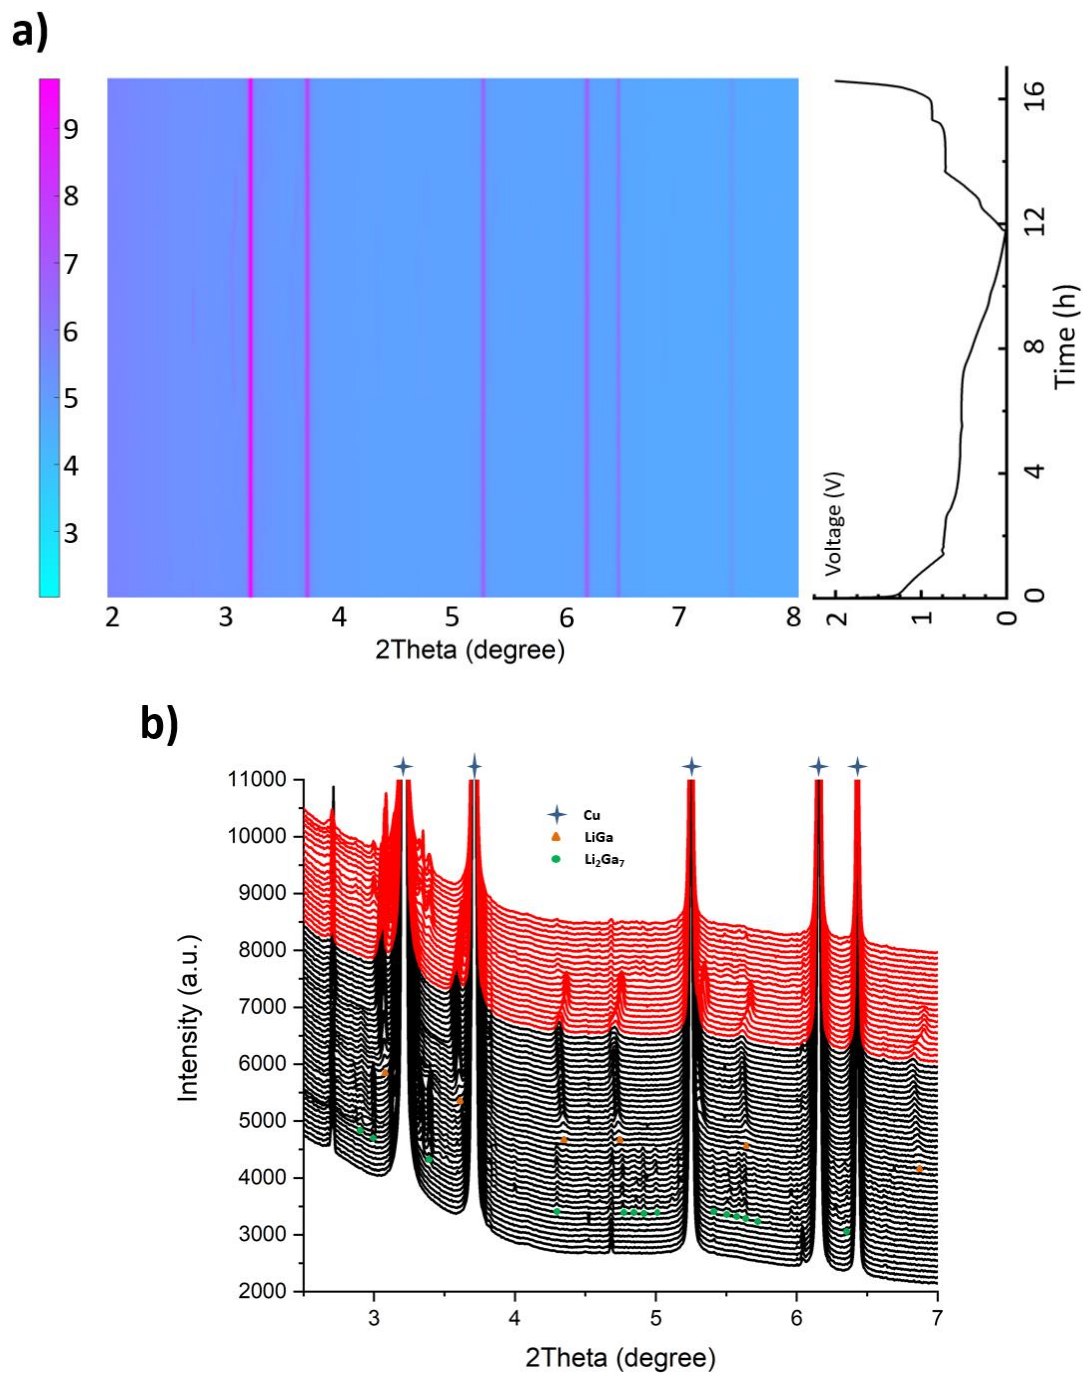 a)
9
8
7
6
5
4
3
2 3 4 5 6 7 8
2Theta (degree)
Voltage (V)
2 1 0
0 4 8 12 16
Time (h)
b)
11000
10000
9000
8000
7000
6000
5000
4000
3000
2000
Intensity (a.u.)
Cu
LiGa
Li₂Ga₇
3 4 5 6 7
2Theta (degree)